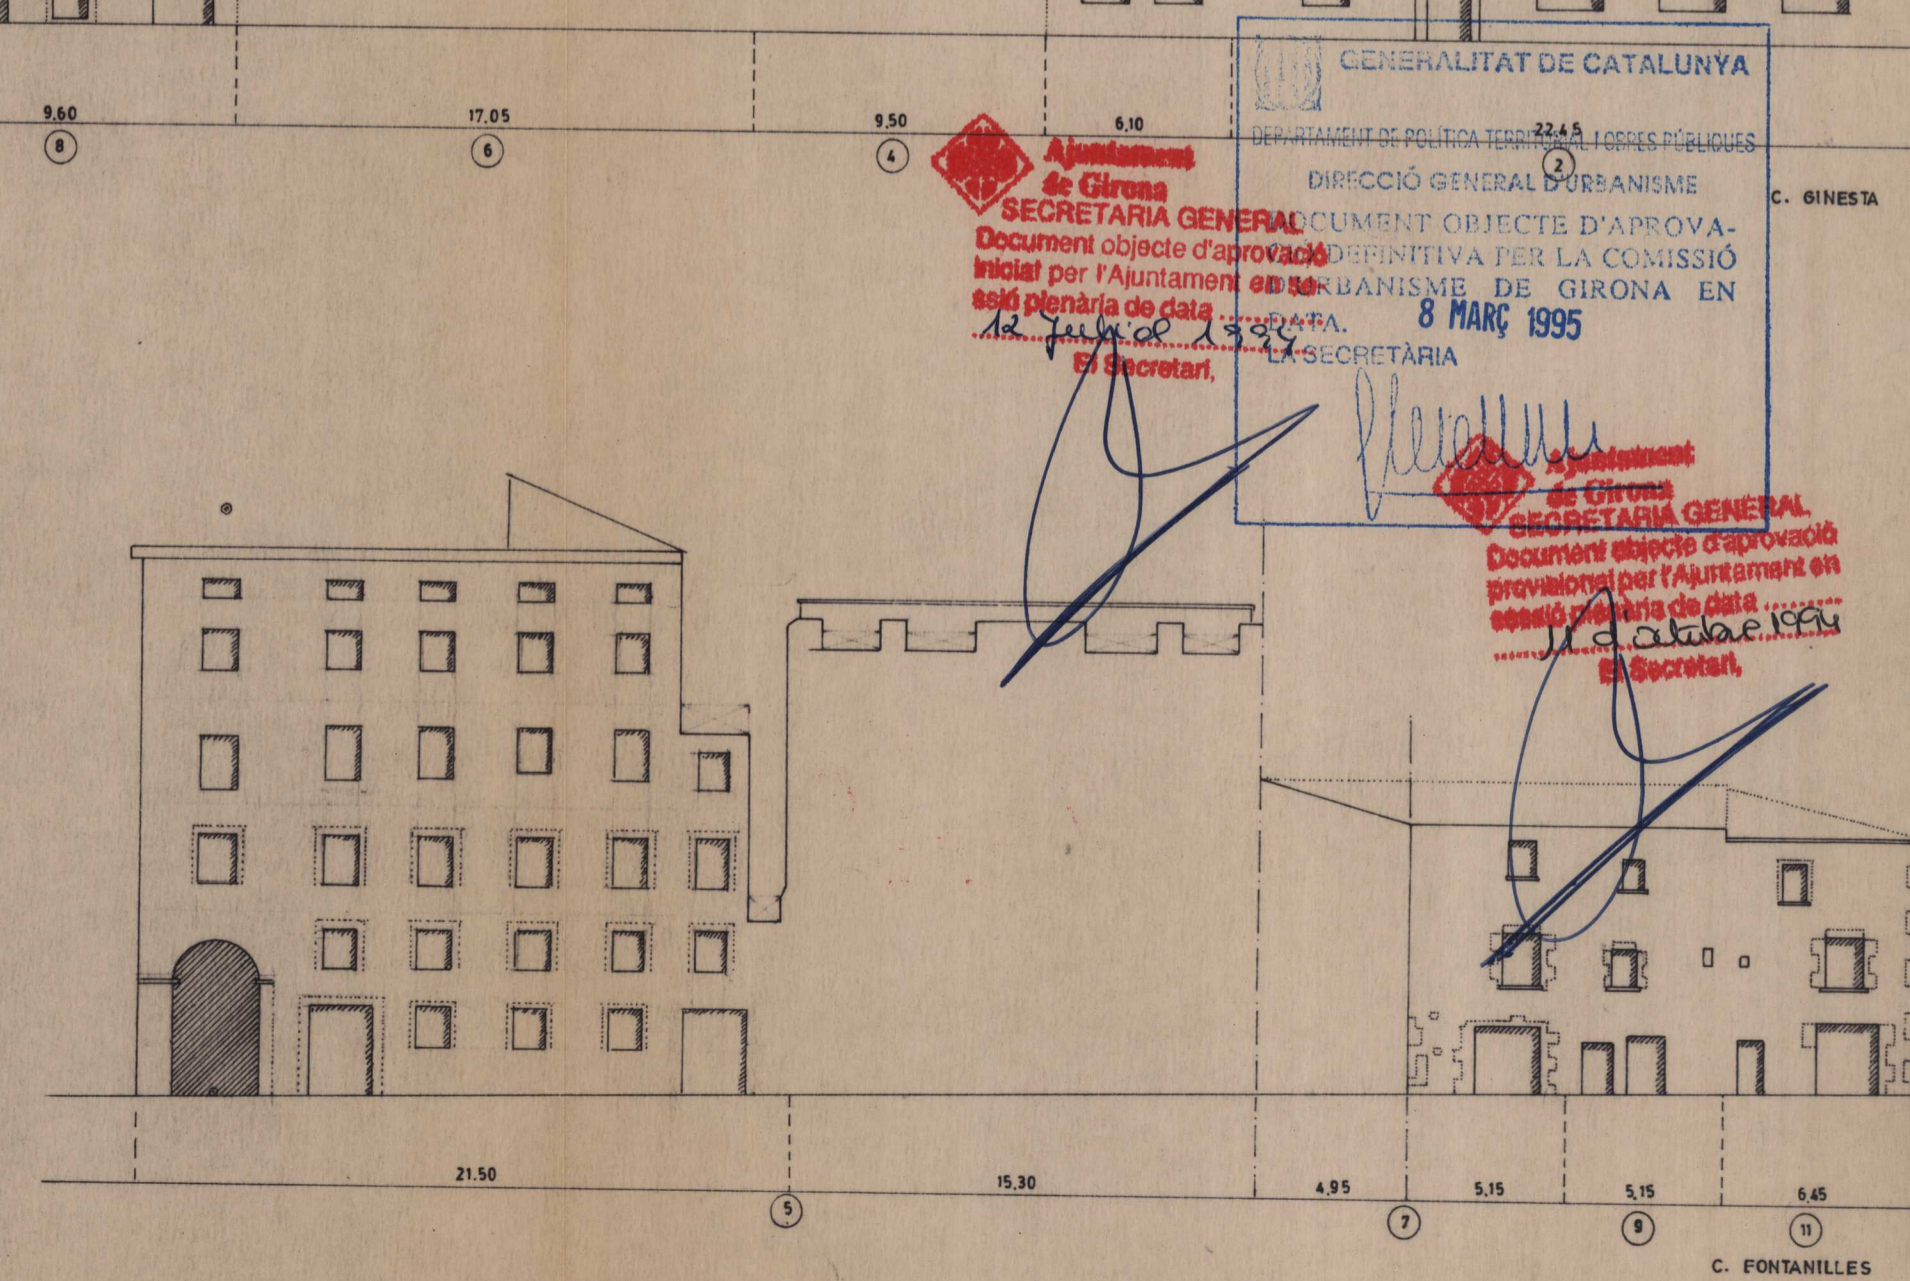 9,60
17,05
9,50
6,10
22,45
8
6
4
2
C. GINESTA
GENERALITAT DE CATALUNYA
DEPARTAMENT DE POLÍTICA TERRITORIAL I OBRES PÚBLIQUES
DIRECCIÓ GENERAL D'URBANISME
DOCUMENT OBJECTE D'APROVA-
CIÓ DEFINITIVA PER LA COMISSIÓ
D'URBANISME DE GIRONA EN
DATA. 8 MARÇ 1995
LA SECRETÀRIA
Ajuntament
de Girona
SECRETARIA GENERAL
Document objecte d'aprovació
inicial per l'Ajuntament en se-
ssió plenària de data
12 Juliol 1994
El Secretari,
Ajuntament
de Girona
SECRETARIA GENERAL
Document objecte d'aprovació
provisional per l'Ajuntament en
sessió plenària de data
11 d'octubre 1994
El Secretari,
21.50
15,30
4,95
5,15
5,15
6,45
5
7
9
11
C. FONTANILLES